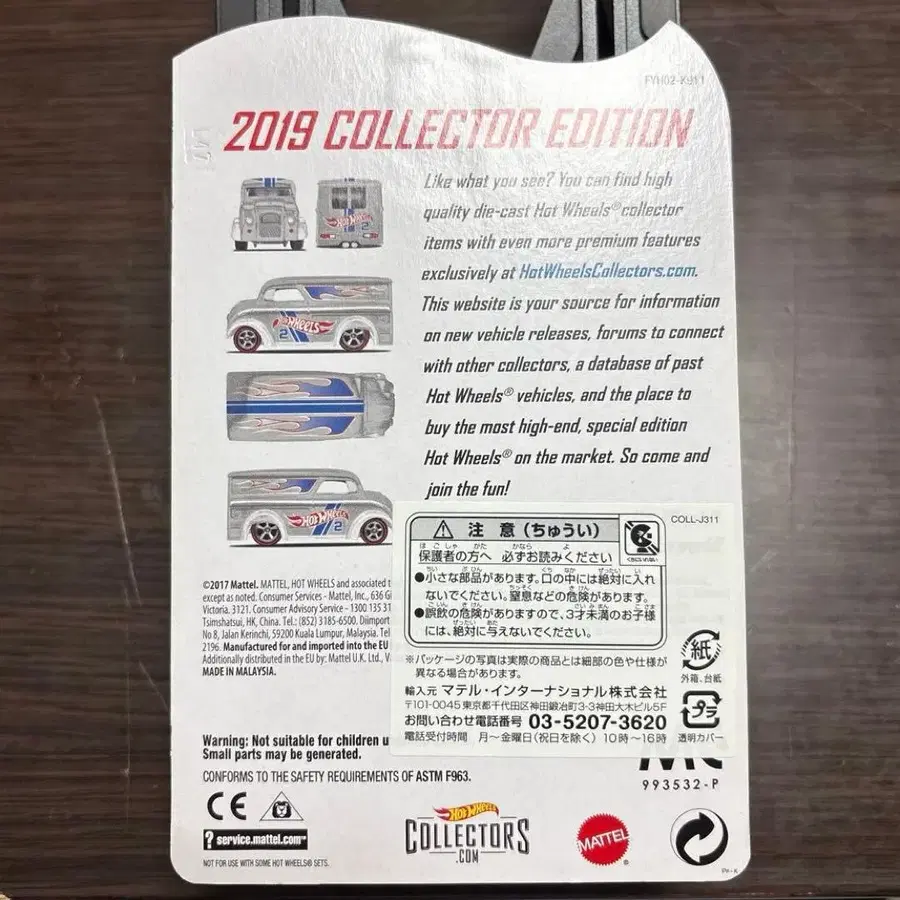 FYH02-K911
2019 COLLECTOR EDITION
Like what you see? You can find high
quality die-cast Hot Wheels® collector
items with even more premium features
exclusively at HotWheelsCollectors.com.
This website is your source for information
on new vehicle releases, forums to connect
with other collectors, a database of past
Hot Wheels® vehicles, and the place to
buy the most high-end, special edition
Hot Wheels® on the market. So come and
join the fun!
HOT WHEELS
2
HOT WHEELS
2
HOT WHEELS
2
COLL-J311
⚠ 注 意 (ちゅうい)
保護者の方へ 必ずお読みください
●小さな部品があります。口の中には絶対に入れ
ないでください。窒息などの危険があります。
●誤飲の危険がありますので、3才未満のお子様
には、絶対に与えないでください。
※パッケージの写真は実際の商品とは細部の色や仕様が
異なる場合があります。
輸入元 マテル・インターナショナル株式会社
〒101-0045 東京都千代田区神田鍛冶町3-3神田大木ビル5F
お問い合わせ電話番号 03-5207-3620
電話受付時間 月〜金曜日(祝日を除く) 10時〜16時
紙
外箱、台紙
プラ
透明カバー
©2017 Mattel. MATTEL, HOT WHEELS and associated t
except as noted. Consumer Services - Mattel, Inc., 636 Gi
Victoria. 3121. Consumer Advisory Service - 1300 135 31
Tsimshatsui, HK, China. Tel.: (852) 3185-6500. Diimport
No 8, Jalan Kerinchi, 59200 Kuala Lumpur, Malaysia. Tel
2196. Manufactured for and imported into the EU
Additionally distributed in the EU by: Mattel U.K. Ltd., V
MADE IN MALAYSIA.
Warning: Not suitable for children u
Small parts may be generated.
CONFORMS TO THE SAFETY REQUIREMENTS OF ASTM F963.
993532-P
CE
? service.mattel.com™
NOT FOR USE WITH SOME HOT WHEELS® SETS.
HOT WHEELS
COLLECTORS
.COM
MATTEL
®
PH-K